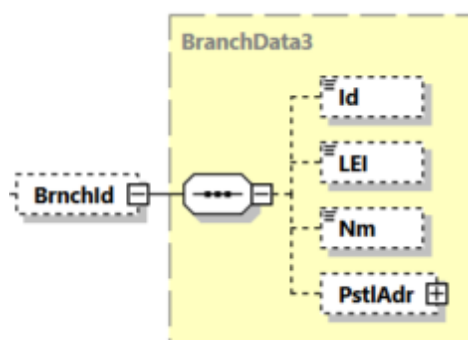 BranchData3
Id
LEI
BrnchId
Nm
PstlAdr